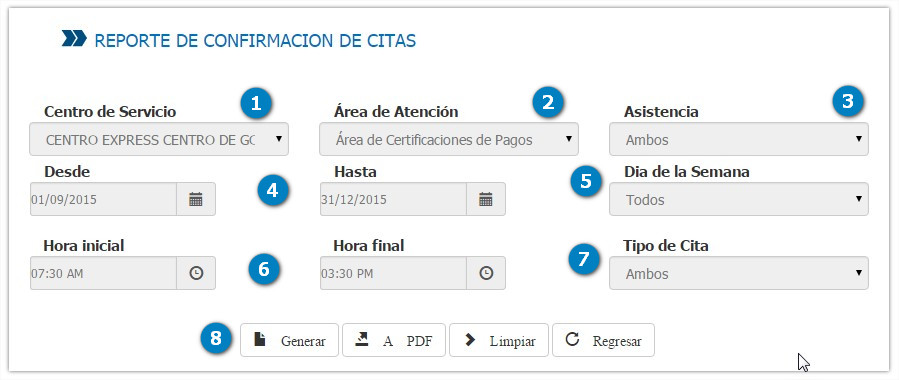 REPORTE DE CONFIRMACION DE CITAS
1 2 3
Centro de Servicio Área de Atención Asistencia
CENTRO EXPRESS CENTRO DE GO Área de Certificaciones de Pagos Ambos
Desde Hasta Dia de la Semana
4 5
01/09/2015 31/12/2015 Todos
Hora inicial Hora final Tipo de Cita
6 7
07:30 AM 03:30 PM Ambos
8 Generar A PDF Limpiar Regresar